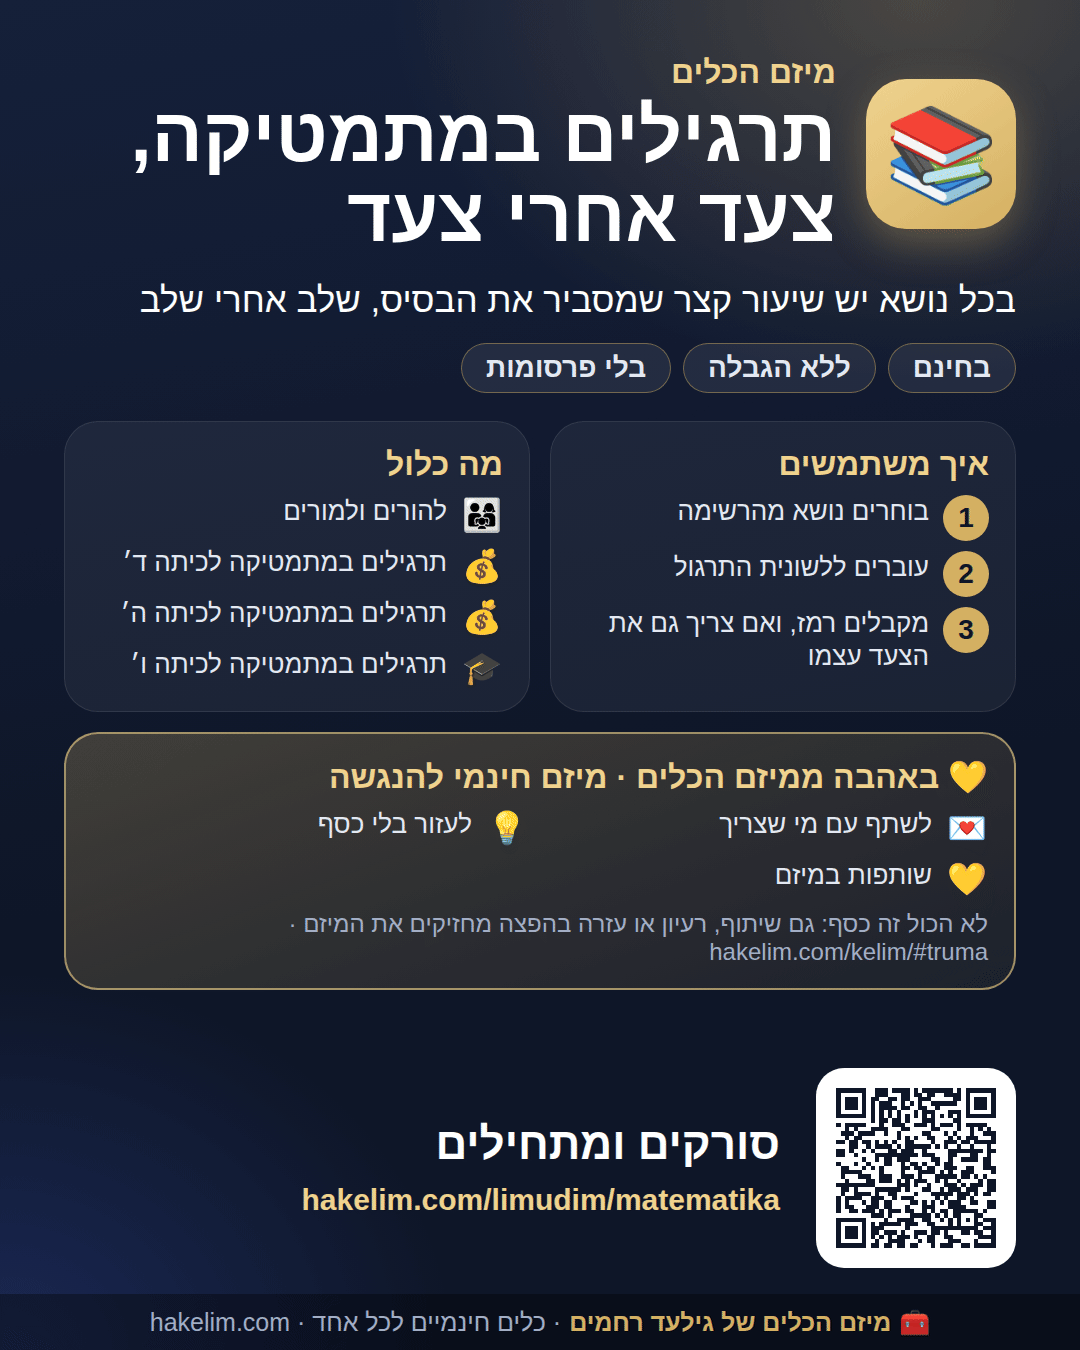 מיזם הכלים
תרגילים במתמטיקה,
צעד אחרי צעד
בכל נושא יש שיעור קצר שמסביר את הבסיס, שלב אחרי שלב
בחינם
ללא הגבלה
בלי פרסומות
איך משתמשים
1 בוחרים נושא מהרשימה
2 עוברים ללשונית התרגול
3 מקבלים רמז, ואם צריך גם את
הצעד עצמו
מה כלול
להורים ולמורים
תרגילים במתמטיקה לכיתה ד׳
תרגילים במתמטיקה לכיתה ה׳
תרגילים במתמטיקה לכיתה ו׳
💛 באהבה ממיזם הכלים · מיזם חינמי להנגשה
לשתף עם מי שצריך
לעזור בלי כסף
שותפות במיזם
לא הכול זה כסף: גם שיתוף, רעיון או עזרה בהפצה מחזיקים את המיזם ·
hakelim.com/kelim/#truma
סורקים ומתחילים
hakelim.com/limudim/matematika
🧰 מיזם הכלים של גילעד רחמים · כלים חינמיים לכל אחד · hakelim.com